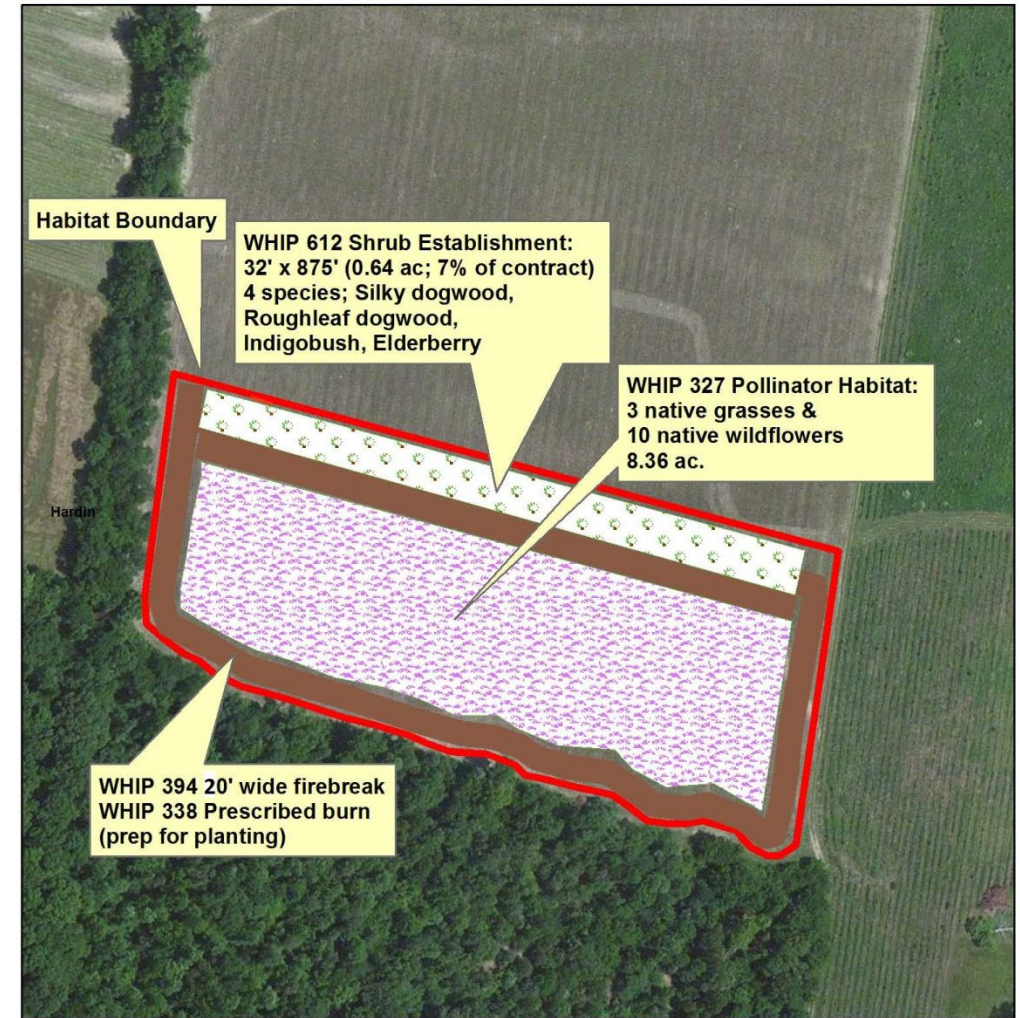 Habitat Boundary
WHIP 612 Shrub Establishment:
32' x 875' (0.64 ac; 7% of contract)
4 species; Silky dogwood,
Roughleaf dogwood,
Indigobush, Elderberry
WHIP 327 Pollinator Habitat:
3 native grasses &
10 native wildflowers
8.36 ac.
Hardin
WHIP 394 20' wide firebreak
WHIP 338 Prescribed burn
(prep for planting)